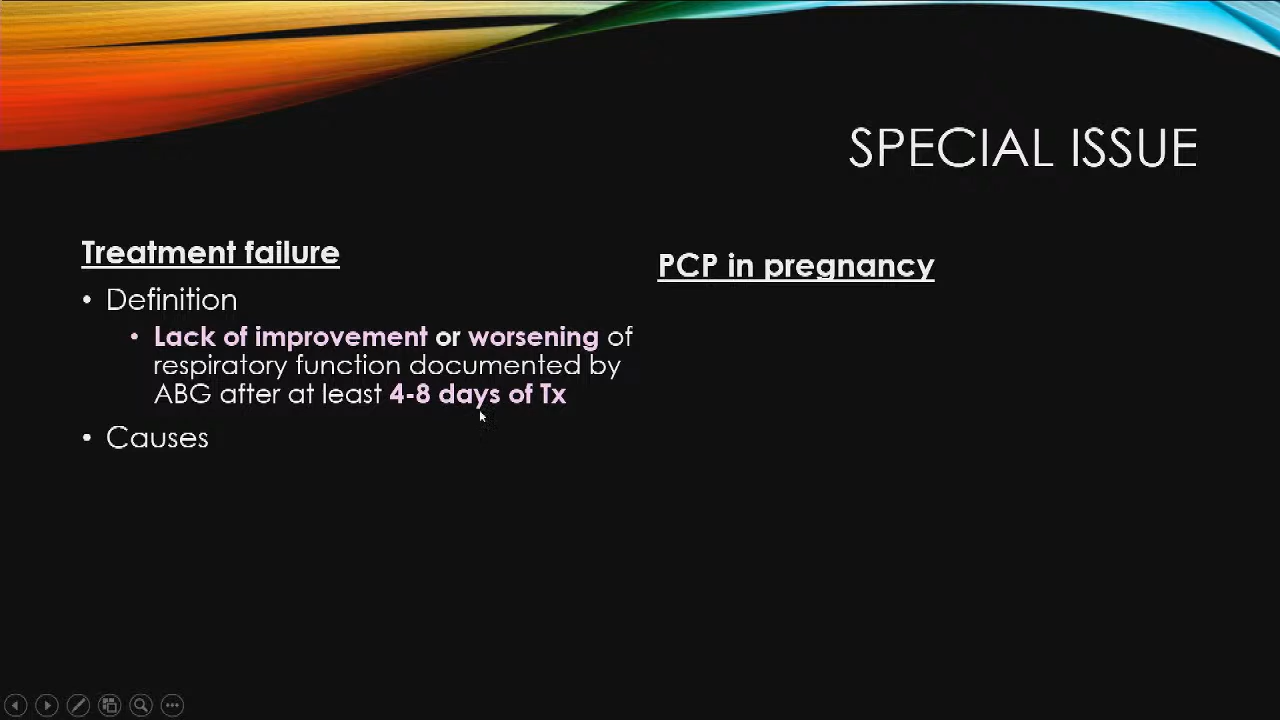 SPECIAL ISSUE
Treatment failure
• Definition
• Lack of improvement or worsening of
respiratory function documented by
ABG after at least 4-8 days of Tx
• Causes
PCP in pregnancy